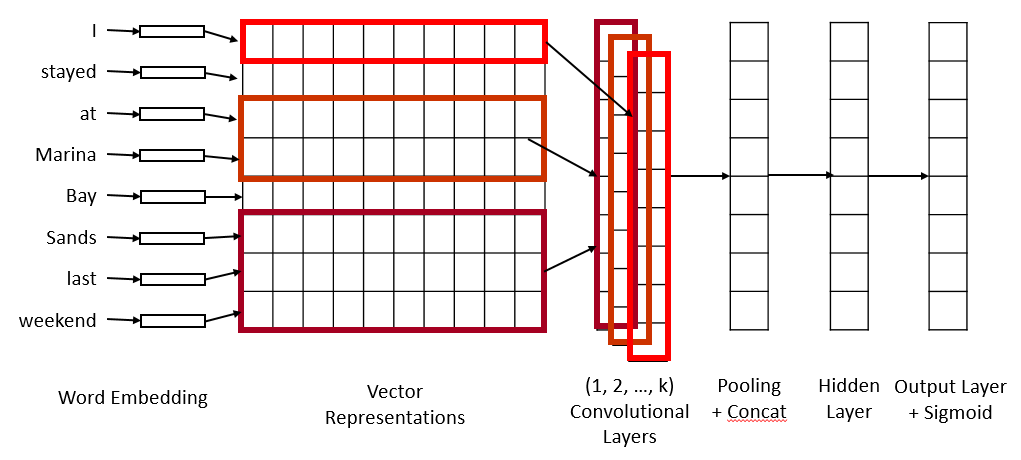 I
stayed
at
Marina
Bay
Sands
last
weekend
Word Embedding
Vector
Representations
(1, 2, ..., k)
Convolutional
Layers
Pooling
+ Concat
Hidden
Layer
Output Layer
+ Sigmoid